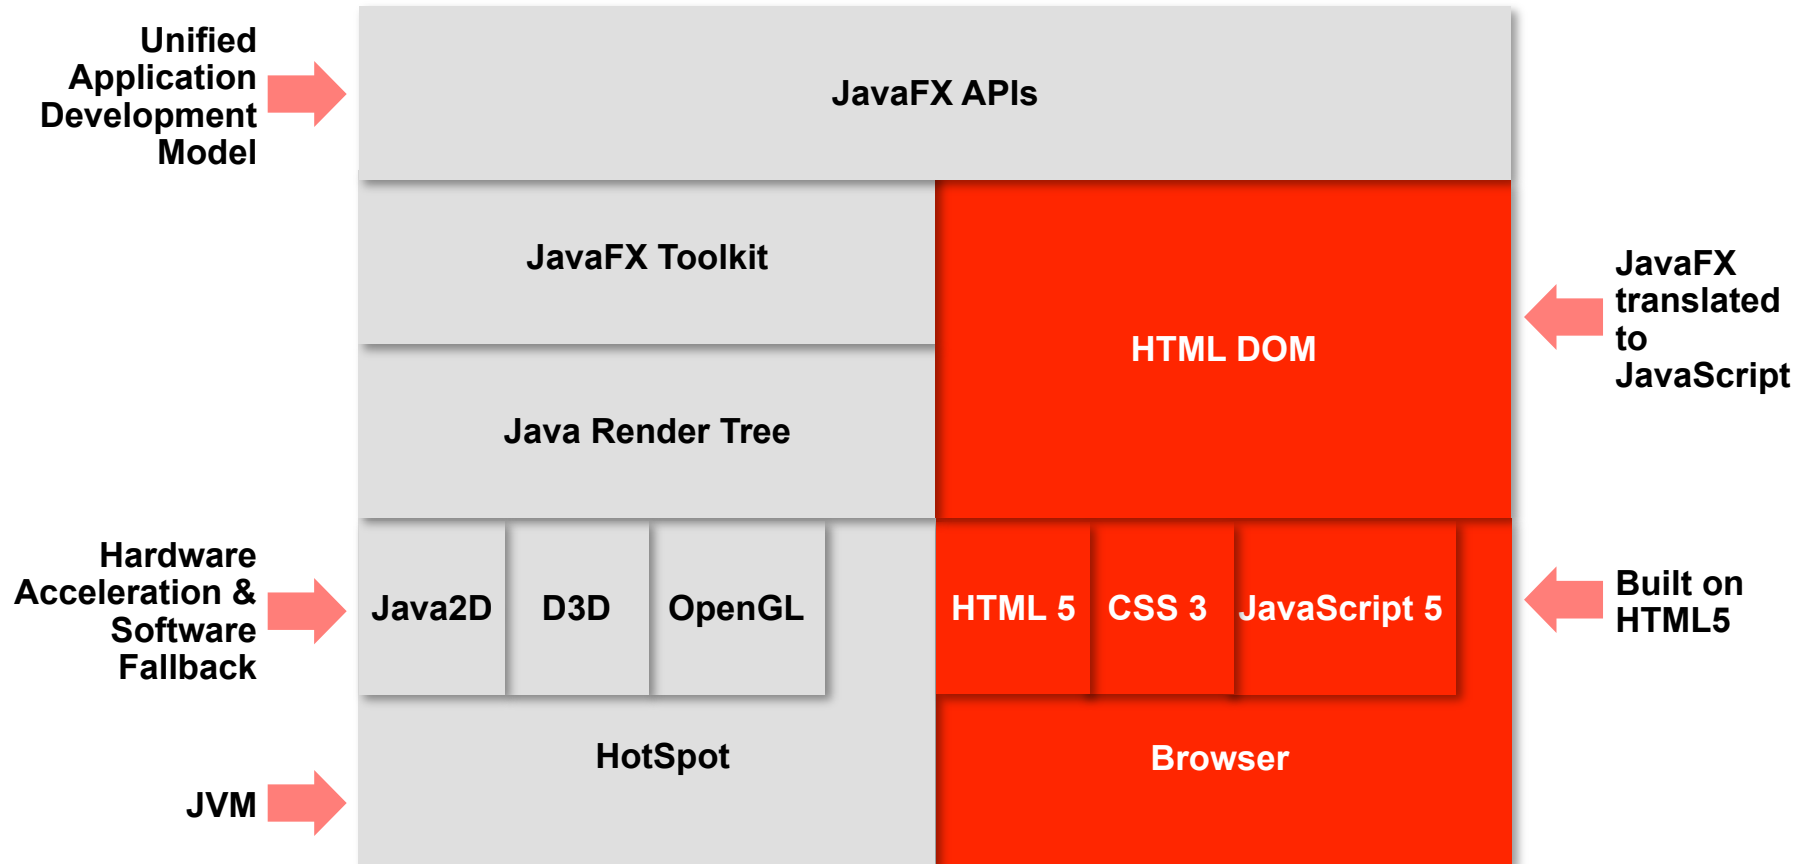 Unified
Application
Development
Model
JavaFX APIs
JavaFX Toolkit
HTML DOM
JavaFX
translated
to
JavaScript
Java Render Tree
Hardware
Acceleration &
Software
Fallback
Java2D
D3D
OpenGL
HTML 5
CSS 3
JavaScript 5
Built on
HTML5
HotSpot
Browser
JVM